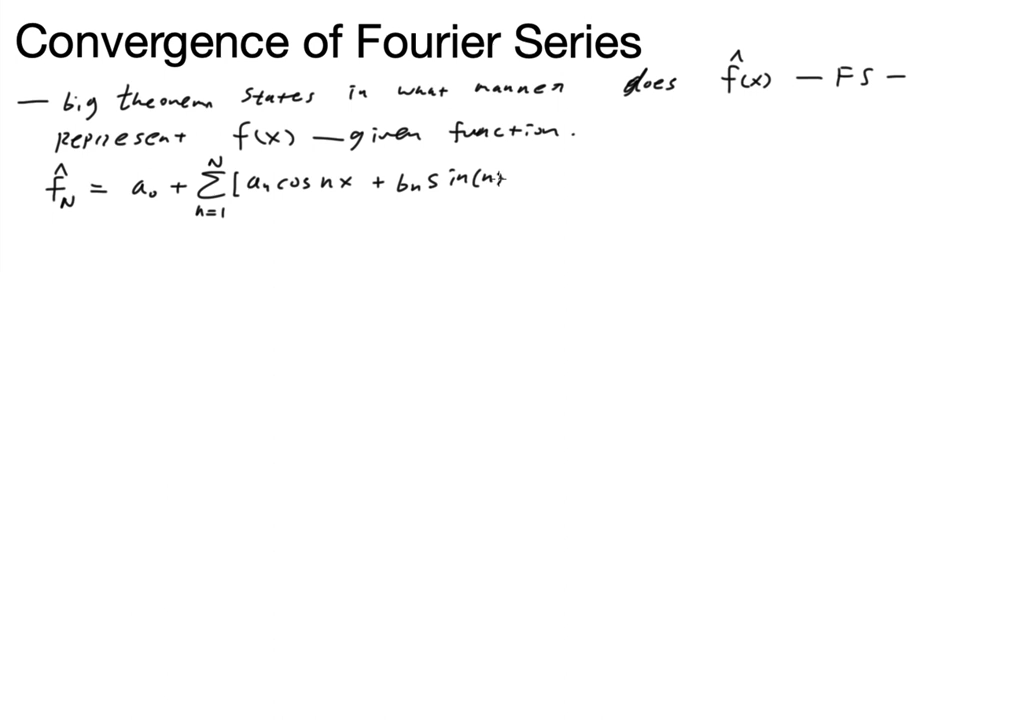 Convergence of Fourier Series
— big theorem states in what manner does f̂(x) — FS —
represent f(x) — given function.
f̂_N = a₀ + Σ_{n=1}^{N} [aₙ cos nx + bₙ sin(nx